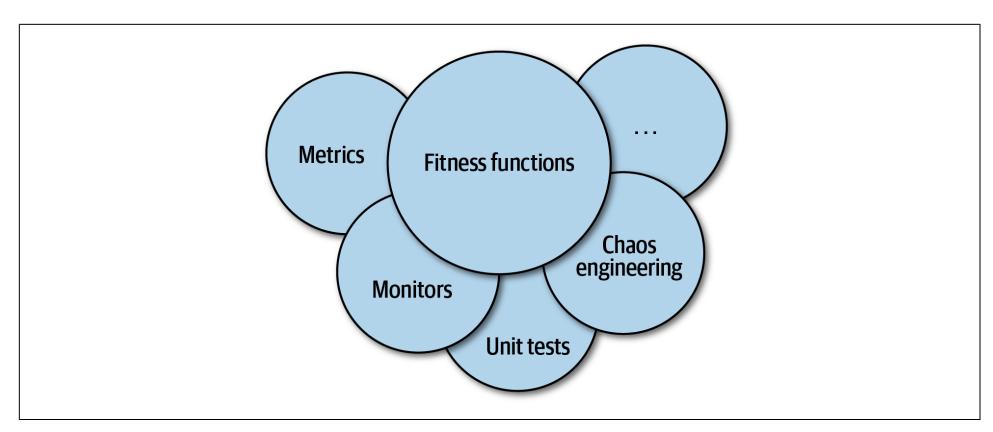 Metrics
Fitness functions
...
Chaos
engineering
Monitors
Unit tests